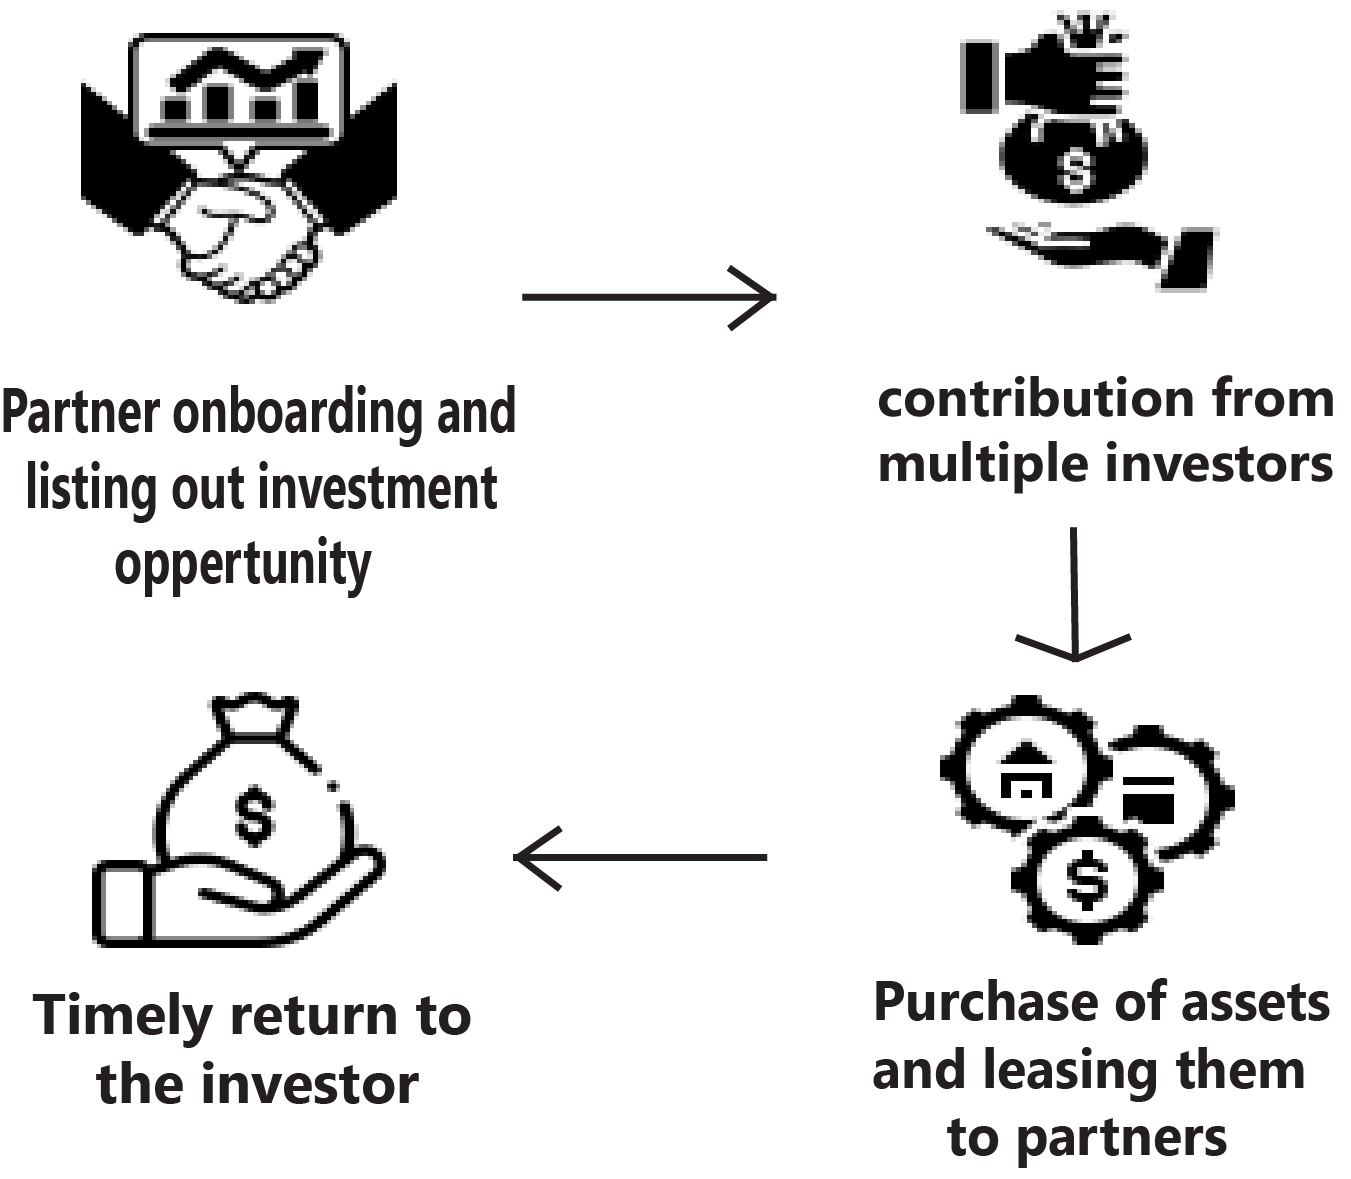 Partner onboarding and
listing out investment
oppertunity
$
contribution from
multiple investors
$
Purchase of assets
and leasing them
to partners
$
Timely return to
the investor